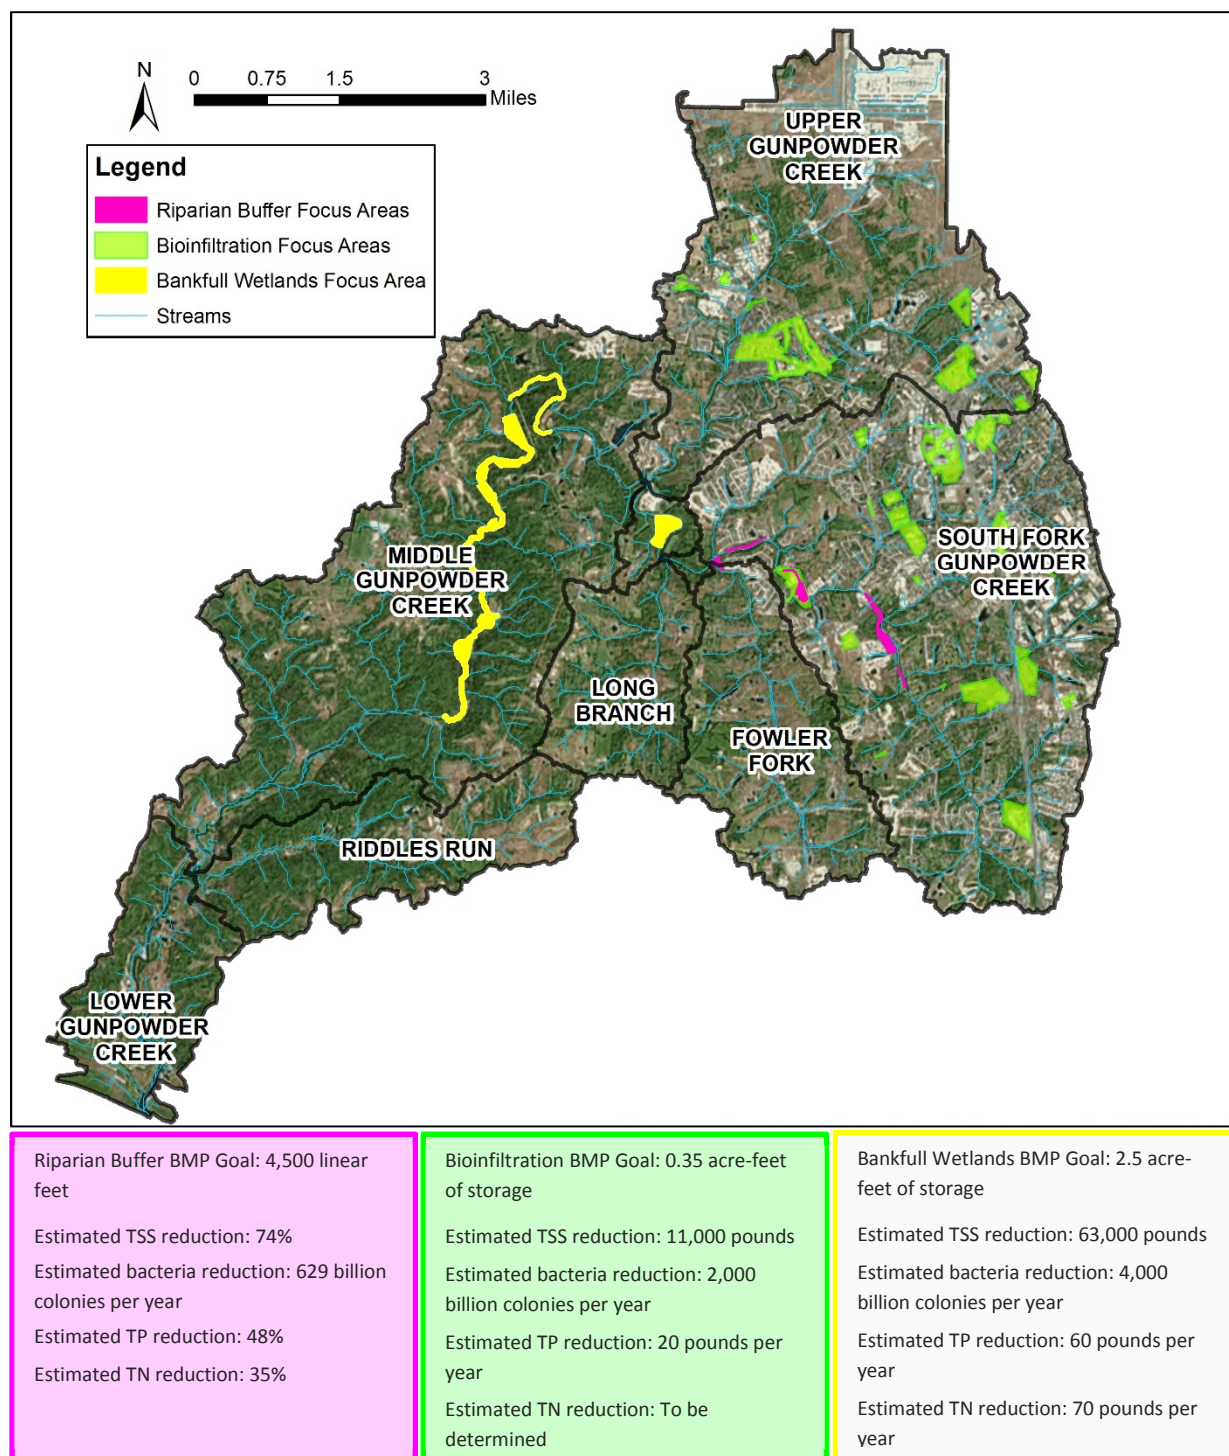 N
0 0.75 1.5 3
Miles
Legend
Riparian Buffer Focus Areas
Bioinfiltration Focus Areas
Bankfull Wetlands Focus Area
Streams
UPPER
GUNPOWDER
CREEK
MIDDLE
GUNPOWDER
CREEK
SOUTH FORK
GUNPOWDER
CREEK
LONG
BRANCH
FOWLER
FORK
RIDDLES RUN
LOWER
GUNPOWDER
CREEK
Riparian Buffer BMP Goal: 4,500 linear
feet
Estimated TSS reduction: 74%
Estimated bacteria reduction: 629 billion
colonies per year
Estimated TP reduction: 48%
Estimated TN reduction: 35%
Bioinfiltration BMP Goal: 0.35 acre-feet
of storage
Estimated TSS reduction: 11,000 pounds
Estimated bacteria reduction: 2,000
billion colonies per year
Estimated TP reduction: 20 pounds per
year
Estimated TN reduction: To be
determined
Bankfull Wetlands BMP Goal: 2.5 acre-
feet of storage
Estimated TSS reduction: 63,000 pounds
Estimated bacteria reduction: 4,000
billion colonies per year
Estimated TP reduction: 60 pounds per
year
Estimated TN reduction: 70 pounds per
year